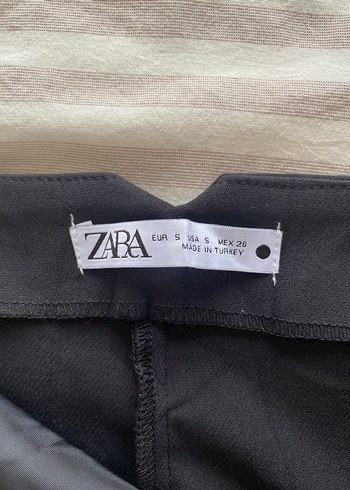 ZARA
EUR S USA S MEX 26
MADE IN TURKEY